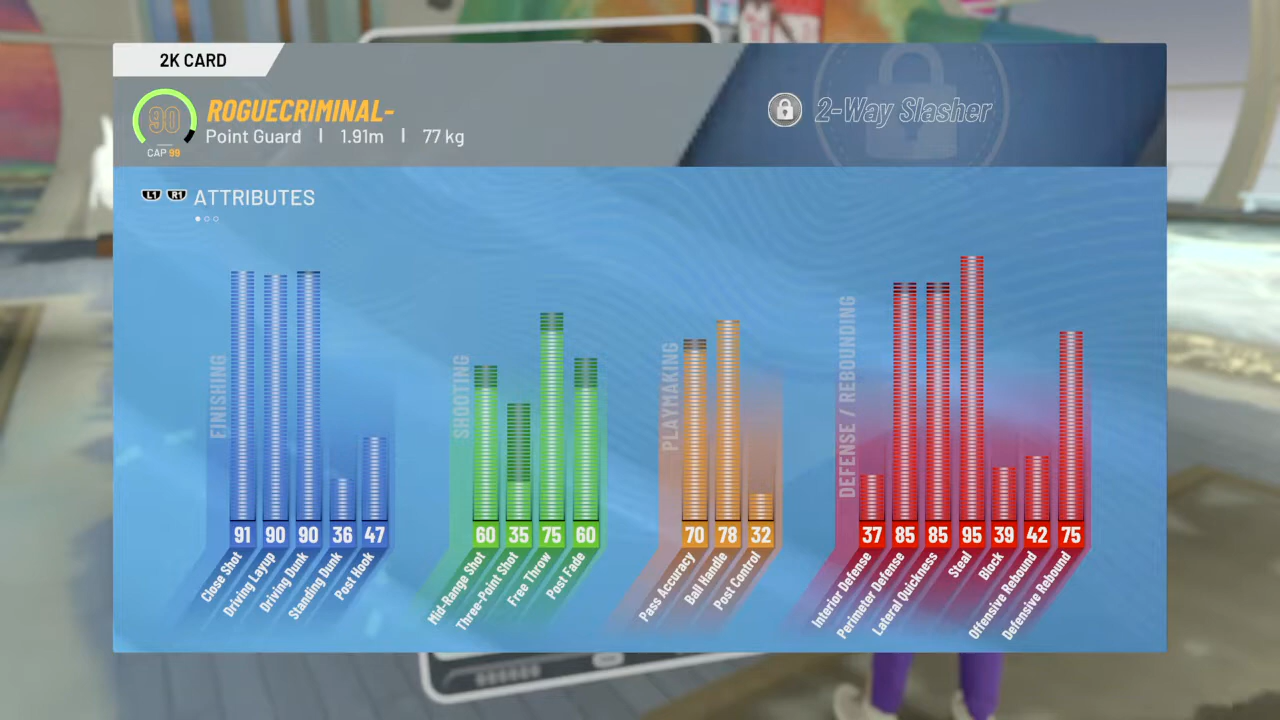 2K CARD
90
ROGUECRIMINAL-
Point Guard | 1.91m | 77 kg
CAP 99
2-Way Slasher
L1 R1 ATTRIBUTES
FINISHING
91 90 90 36 47
Close Shot
Driving Layup
Driving Dunk
Standing Dunk
Post Hook
SHOOTING
60 35 75 60
Mid-Range Shot
Three-Point Shot
Free Throw
Post Fade
PLAYMAKING
70 78 32
Pass Accuracy
Ball Handle
Post Control
DEFENSE / REBOUNDING
37 85 85 95 39 42 75
Interior Defense
Perimeter Defense
Lateral Quickness
Steal
Block
Offensive Rebound
Defensive Rebound